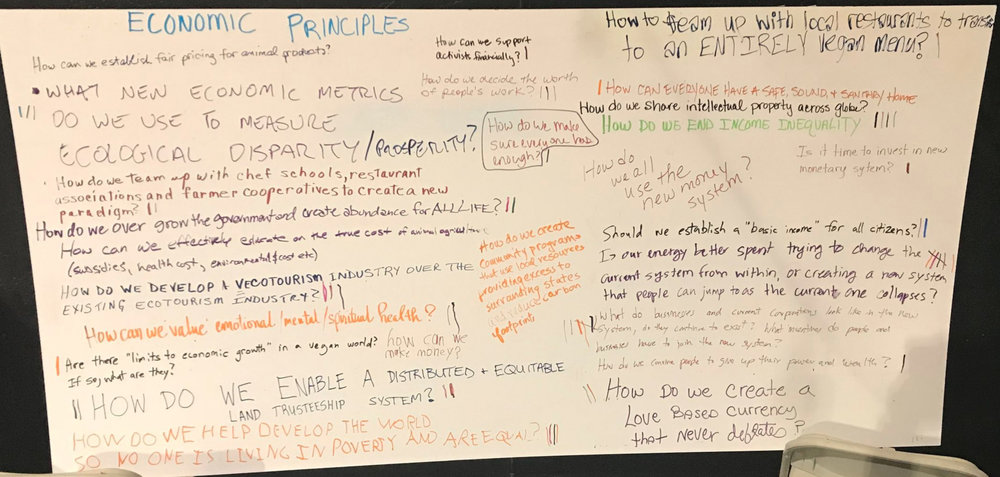 ECONOMIC PRINCIPLES
How can we establish fair pricing for animal products?
How can we support
activists financially?
• WHAT NEW ECONOMIC METRICS
DO WE USE TO MEASURE
ECOLOGICAL DISPARITY/PROSPERITY?
How do we decide the worth
of people's work?
How do we make
sure everyone has
enough?
• How do we team up with chef schools, restaurant
associations and farmer cooperatives to create a new
paradigm?
How do we over grow the government and create abundance for ALL LIFE?
How can we effectively educate on the true cost of animal agriculture
(subsidies, health cost, environmental $ cost etc)
HOW DO WE DEVELOP A VECOTOURISM INDUSTRY OVER THE
EXISTING ECOTOURISM INDUSTRY?
How can we 'value' emotional/mental/spiritual health?
Are there "limits to economic growth" in a vegan world?
If so, what are they?
how can we
make money?
How do we create
community programs
that use local resources
providing excess to
surranding states
reduce carbon
footprint
HOW DO WE ENABLE A DISTRIBUTED + EQUITABLE
LAND TRUSTEESHIP SYSTEM?
HOW DO WE HELP DEVELOP THE WORLD
SO NO ONE IS LIVING IN POVERTY AND ARE EQUAL?
How to team up with local restaurants to
to an ENTIRELY vegan menu?
HOW CAN EVERYONE HAVE A SAFE, SOUND, & SANITARY HOME
How do we share intellectual property across globe?
HOW DO WE END INCOME INEQUALITY
How do
we all
use the
new money
system?
Is it time to invest in new
monetary sytem?
Should we establish a "basic income" for all citizens?
Is our energy better spent trying to change the
current system from within, or creating a new system
that people can jump to as the current one collapses?
What do businesses and current corporations look like in the new
system, do they continue to exist? What incentives do people and
businesses have to join the new system?
How do we convince people to give up their power and wealth?
How Do we create a
Love Based currency
that never deflates?